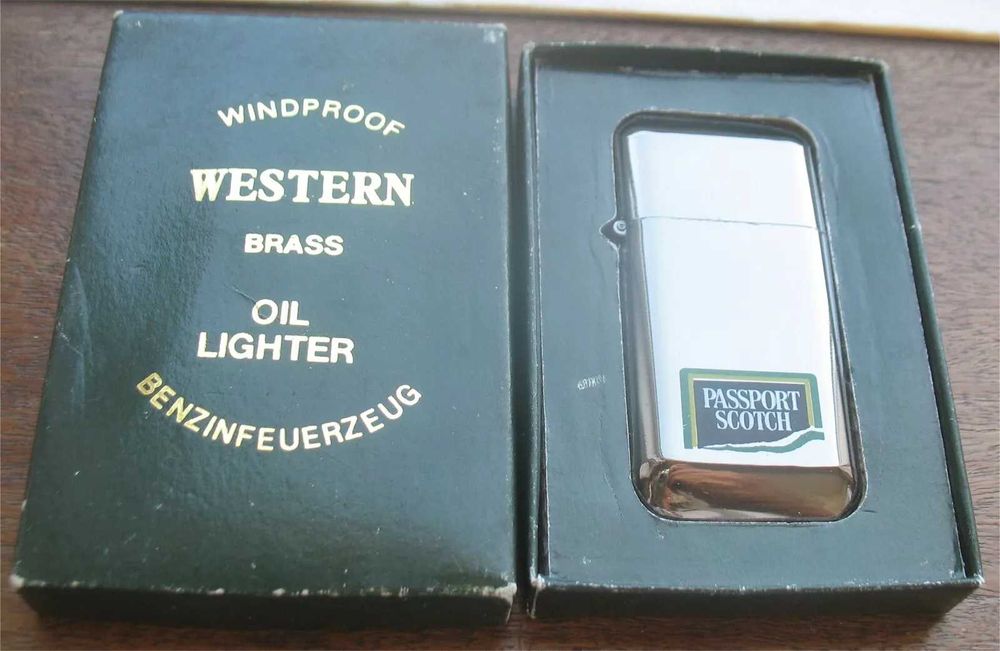 WINDPROOF
WESTERN
BRASS
OIL
LIGHTER
BENZINFEUERZEUG
PASSPORT
SCOTCH